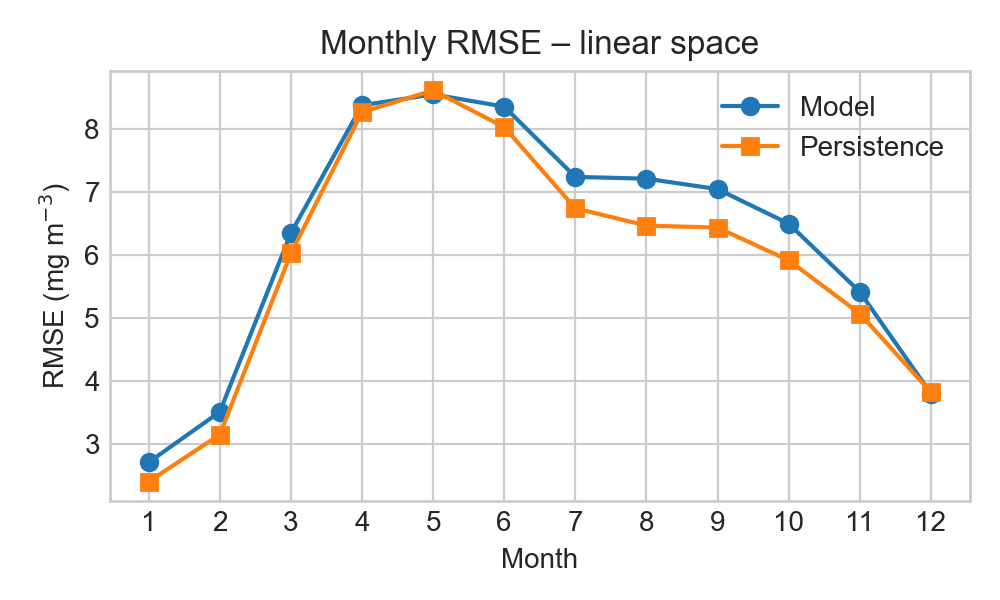 Monthly RMSE – linear space
Model
Persistence
RMSE (mg m⁻³)
8
7
6
5
4
3
1 2 3 4 5 6 7 8 9 10 11 12
Month